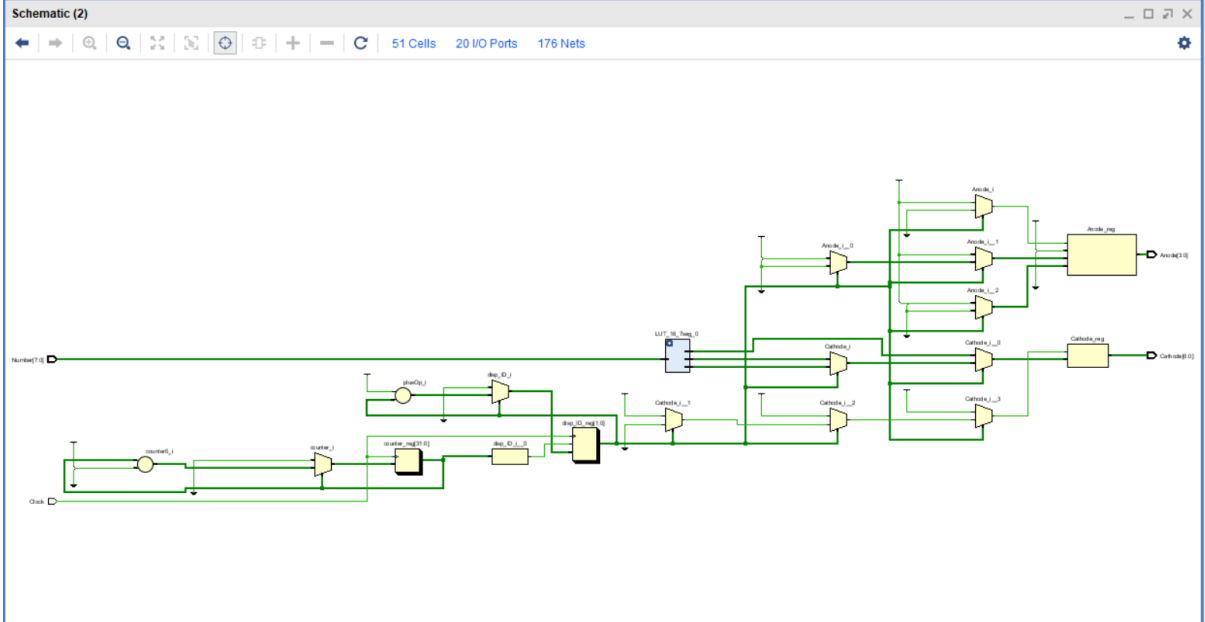 Schematic (2)
51 Cells 20 I/O Ports 176 Nets
Anode_i
Anode_reg
Anode_i__0
Anode_i__1
Anode[3:0]
Anode_i__2
LUT_16_7seg_0
Cathode_i
Cathode_i__0
Cathode_reg
Number[7:0]
Cathode[6:0]
plusOp_i
disp_ID_i
Cathode_i__1
Cathode_i__2
Cathode_i__3
disp_ID_reg[1:0]
counter0_i
counter_i
counter_reg[31:0]
disp_ID_i__0
Clock